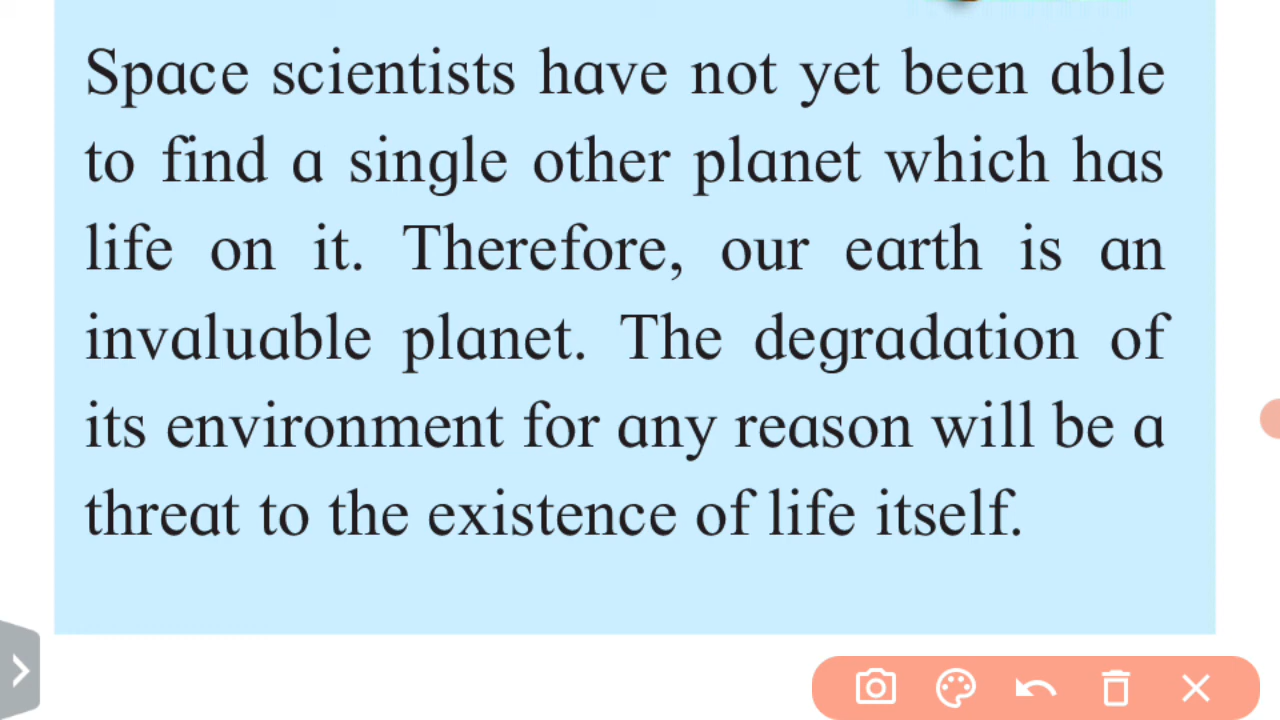 Space scientists have not yet been able
to find a single other planet which has
life on it. Therefore, our earth is an
invaluable planet. The degradation of
its environment for any reason will be a
threat to the existence of life itself.